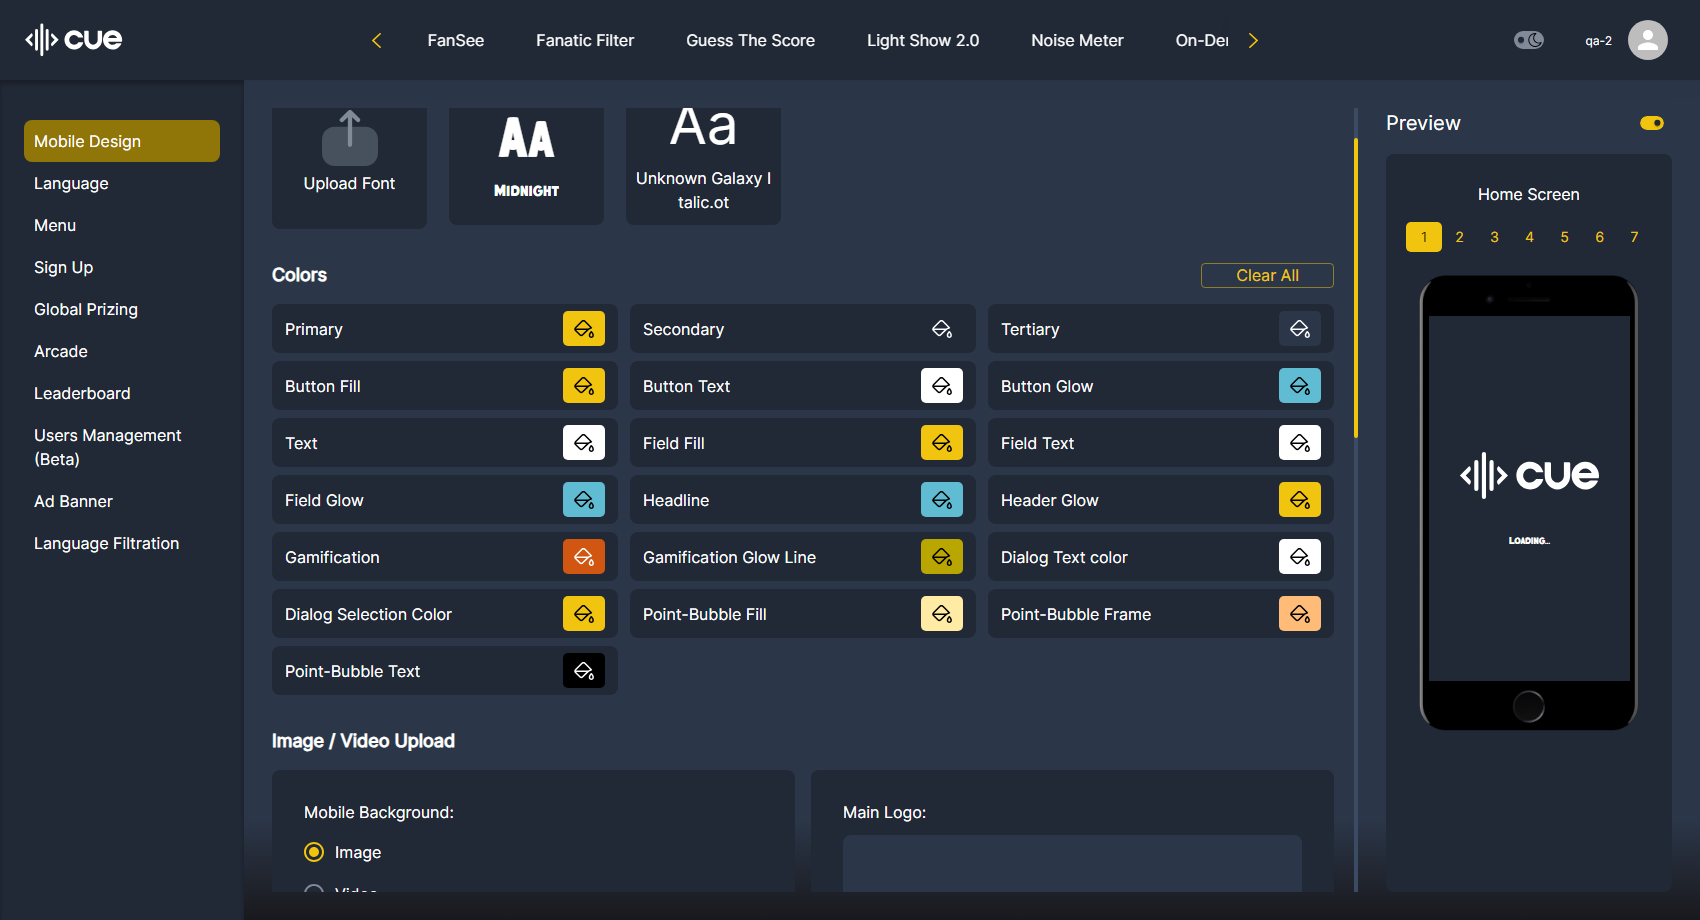 cue
FanSee
Fanatic Filter
Guess The Score
Light Show 2.0
Noise Meter
On-Der
qa-2
Mobile Design
Language
Menu
Sign Up
Global Prizing
Arcade
Leaderboard
Users Management
(Beta)
Ad Banner
Language Filtration
Upload Font
AA
Midnight
Aa
Unknown Galaxy I
talic.ot
Colors
Clear All
Primary
Secondary
Tertiary
Button Fill
Button Text
Button Glow
Text
Field Fill
Field Text
Field Glow
Headline
Header Glow
Gamification
Gamification Glow Line
Dialog Text color
Dialog Selection Color
Point-Bubble Fill
Point-Bubble Frame
Point-Bubble Text
Image / Video Upload
Mobile Background:
Image
Video
Main Logo:
Preview
Home Screen
1 2 3 4 5 6 7
cue
Loading...